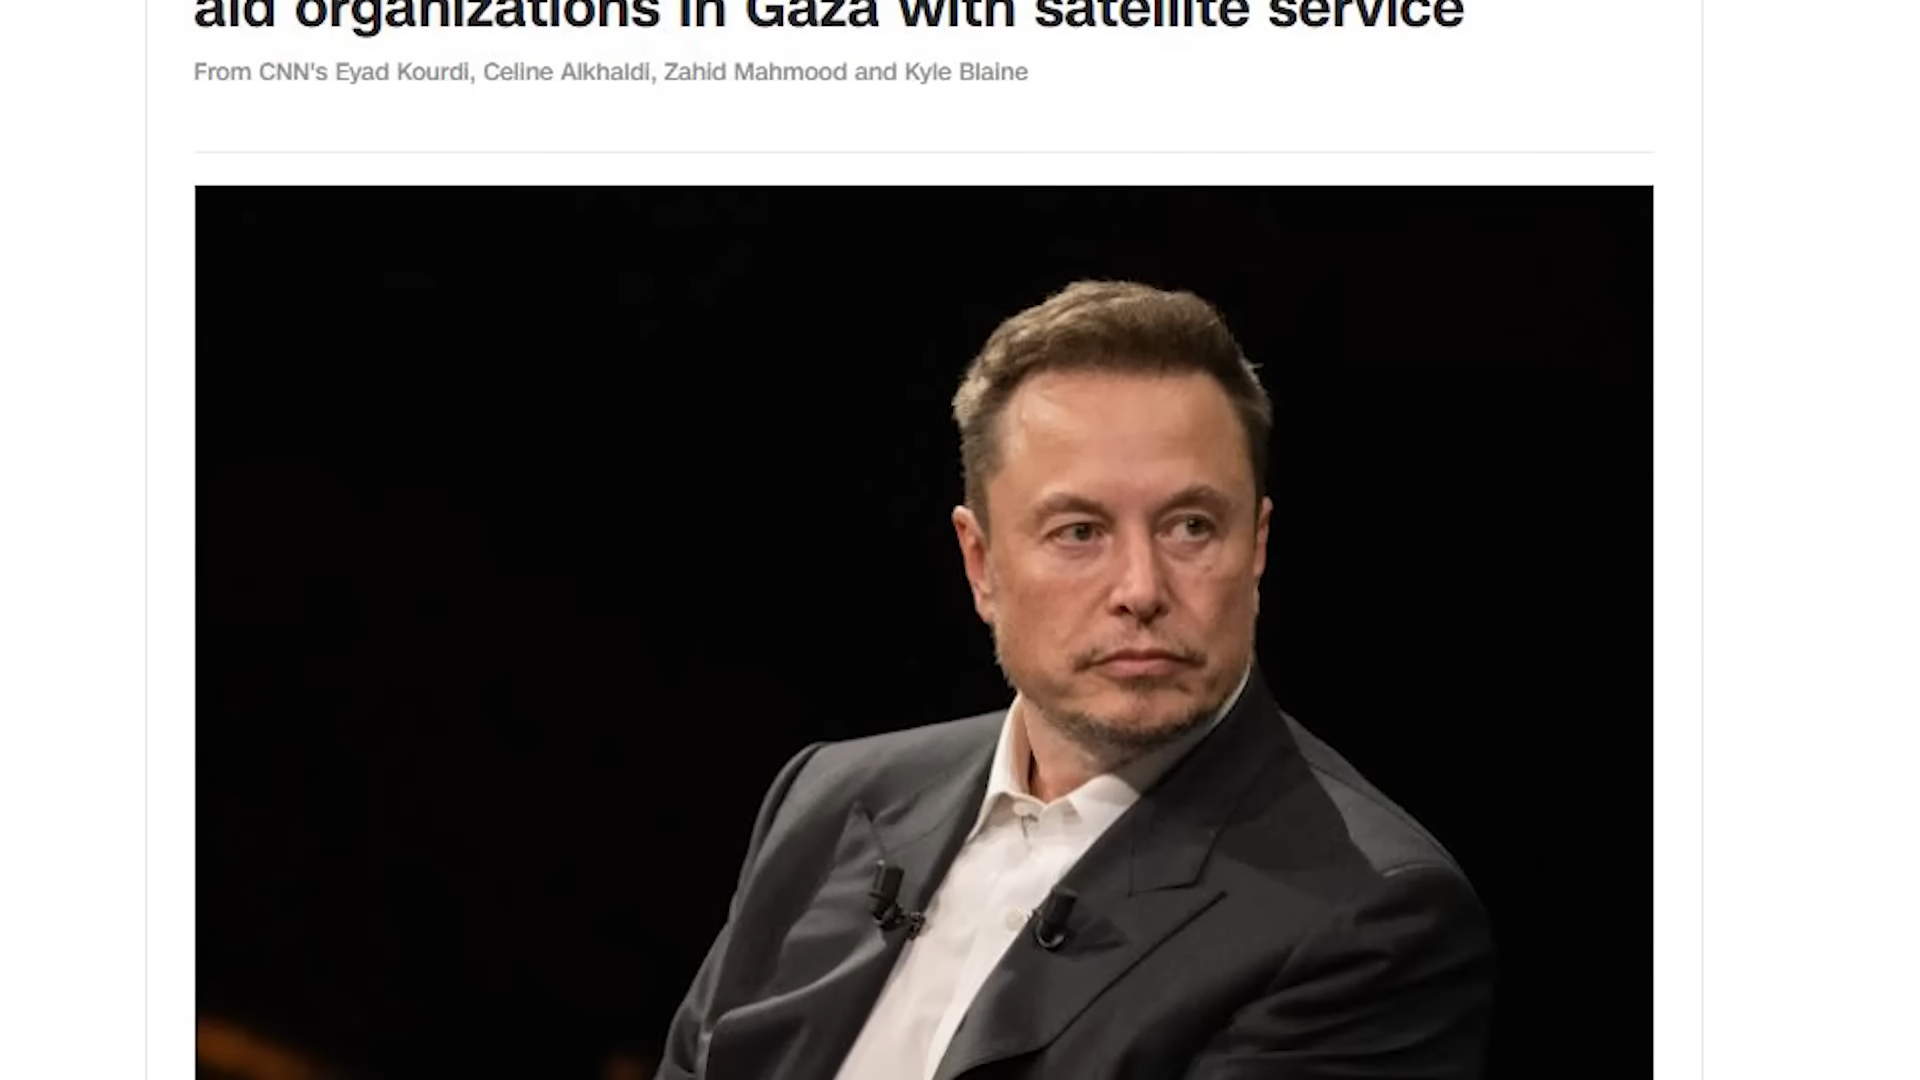 aid organizations in Gaza with satellite service
From CNN's Eyad Kourdi, Celine Alkhaldi, Zahid Mahmood and Kyle Blaine